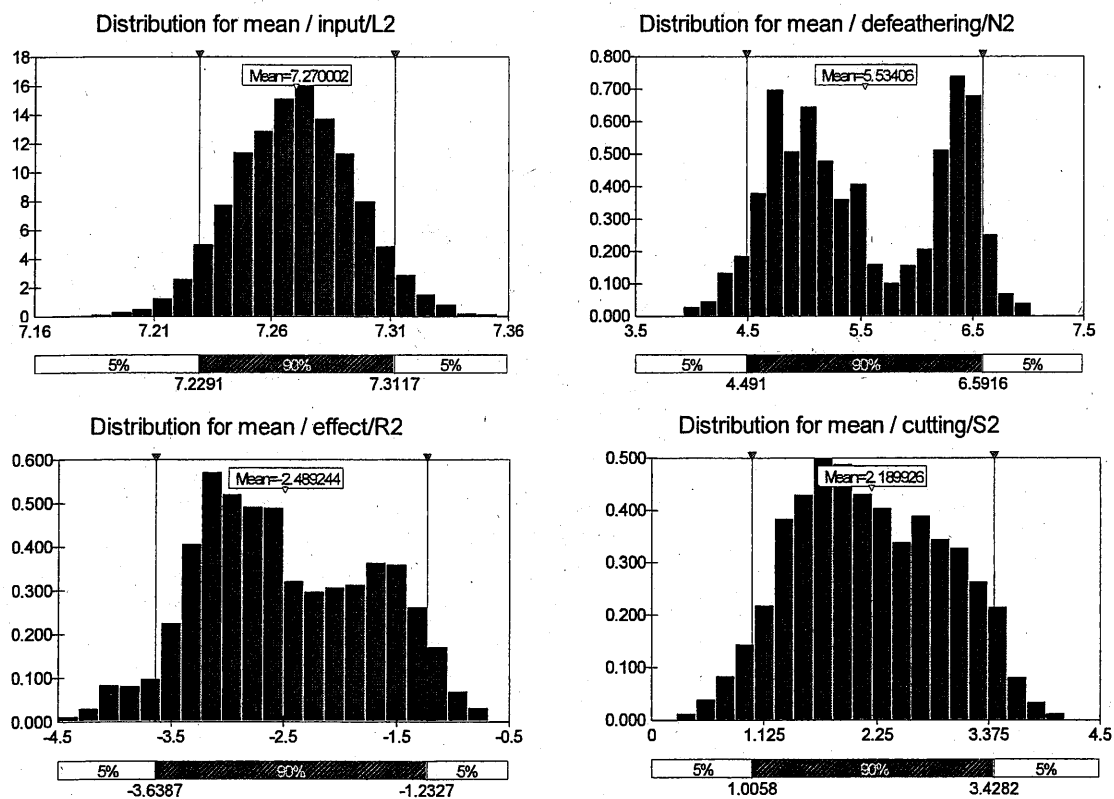 Distribution for mean / input/L2
18
16
14
12
10
8
6
4
2
0
Mean=7.270002
7.16 7.21 7.26 7.31 7.36
5% 90% 5%
7.2291 7.3117
Distribution for mean / defeathering/N2
0.800
0.700
0.600
0.500
0.400
0.300
0.200
0.100
0.000
Mean=5.53406
3.5 4.5 5.5 6.5 7.5
5% 90% 5%
4.491 6.5916
Distribution for mean / effect/R2
0.600
0.500
0.400
0.300
0.200
0.100
0.000
Mean=-2.489244
-4.5 -3.5 -2.5 -1.5 -0.5
5% 90% 5%
-3.6387 -1.2327
Distribution for mean / cutting/S2
0.500
0.400
0.300
0.200
0.100
0.000
Mean=2.189926
0 1.125 2.25 3.375 4.5
5% 90% 5%
1.0058 3.4282